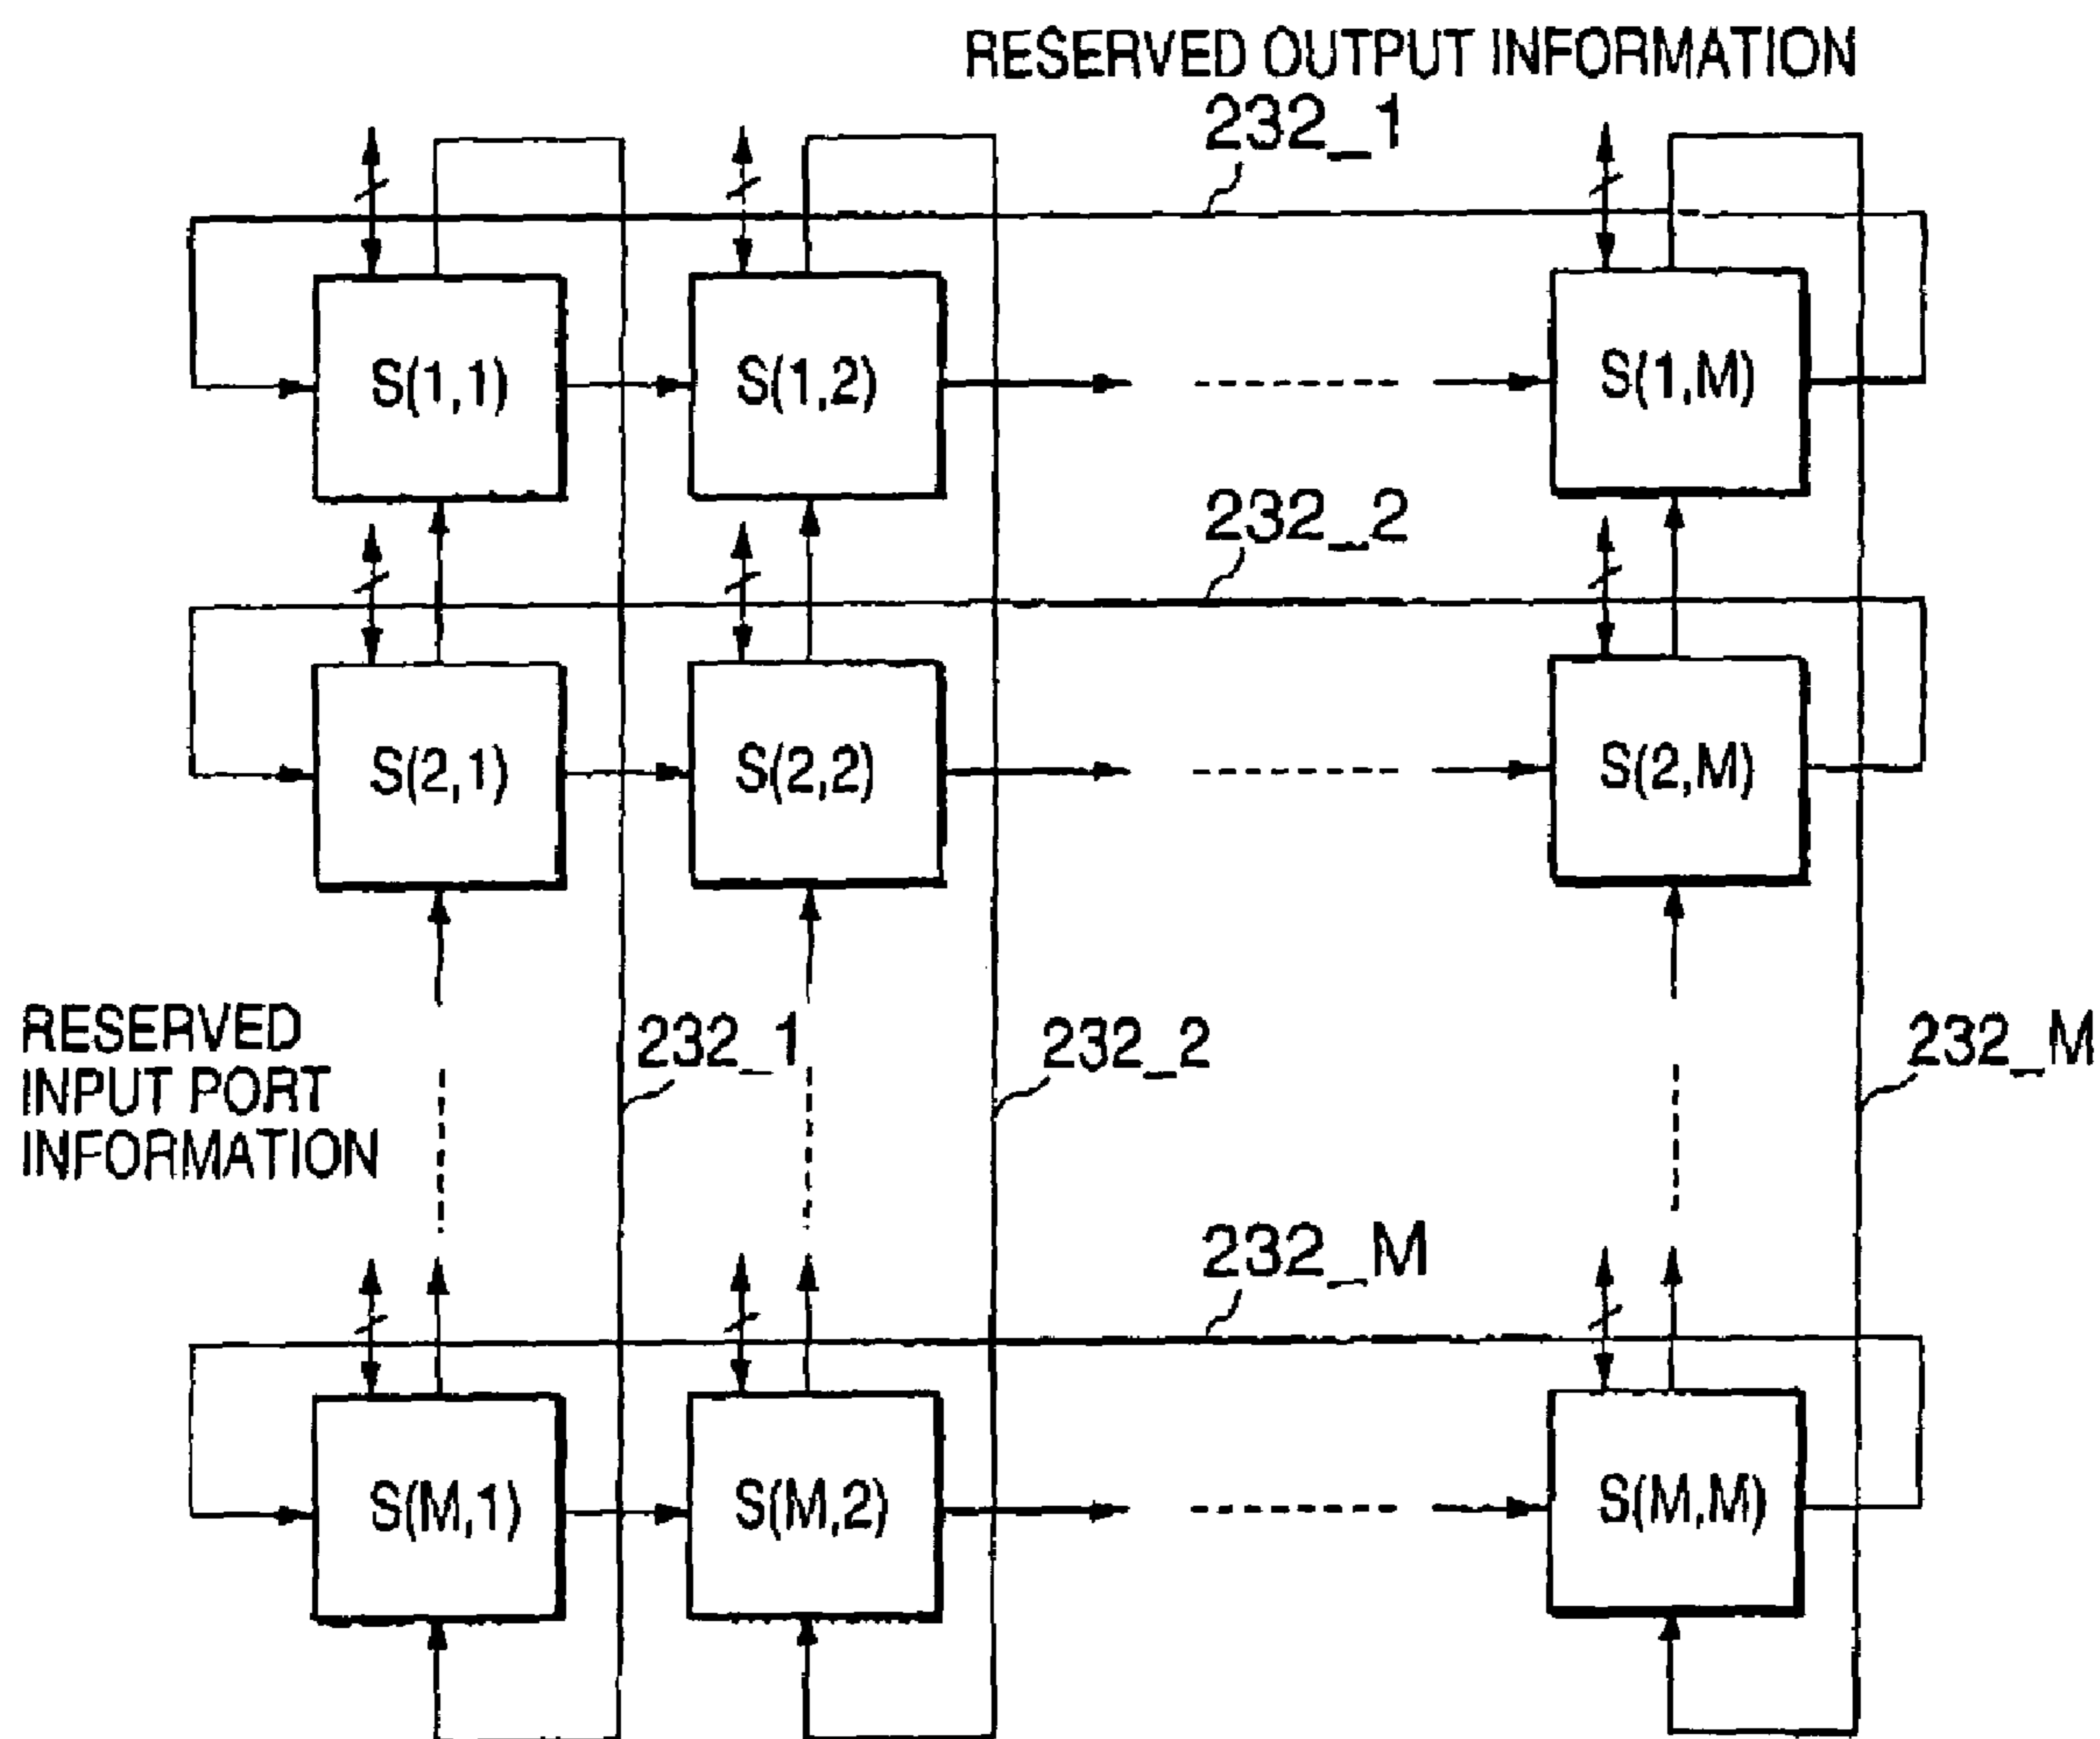 RESERVED OUTPUT INFORMATION
232_1
S(1,1)
S(1,2)
S(1,M)
232_2
S(2,1)
S(2,2)
S(2,M)
RESERVED
INPUT PORT
INFORMATION
232_1
232_2
232_M
232_M
S(M,1)
S(M,2)
S(M,M)